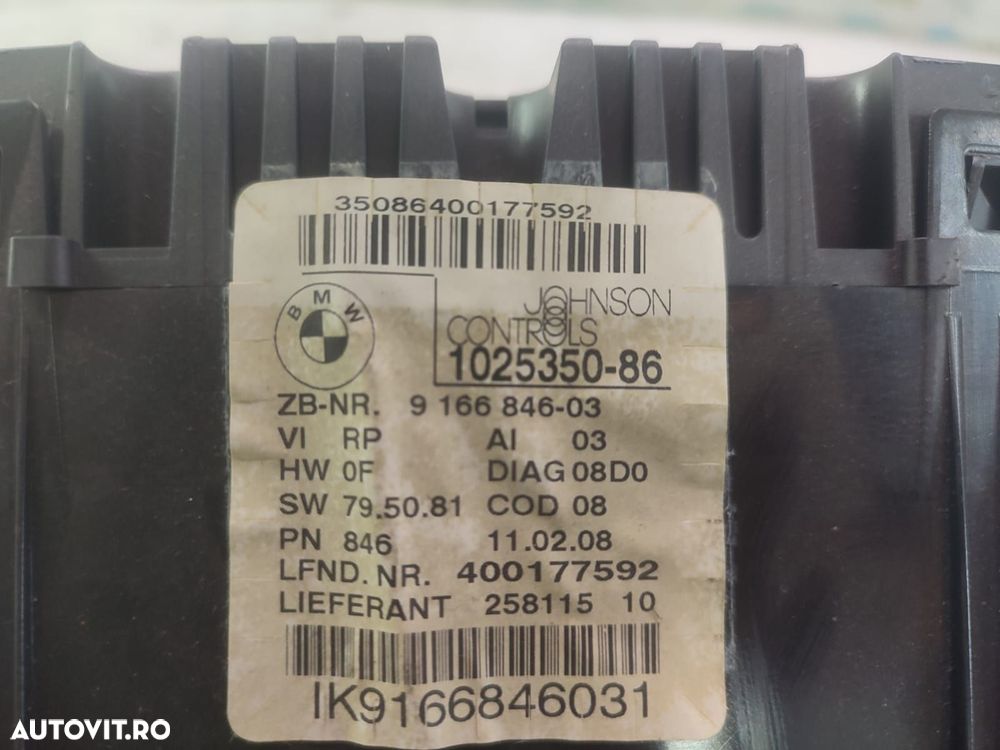 35086400177592
BMW
JOHNSON
CONTROLS
1025350-86
ZB-NR. 9 166 846-03
VI RP AI 03
HW 0F DIAG 08D0
SW 79.50.81 COD 08
PN 846 11.02.08
LFND. NR. 400177592
LIEFERANT 258115 10
IK9166846031
AUTOVIT.RO
AUTOVIT.RO